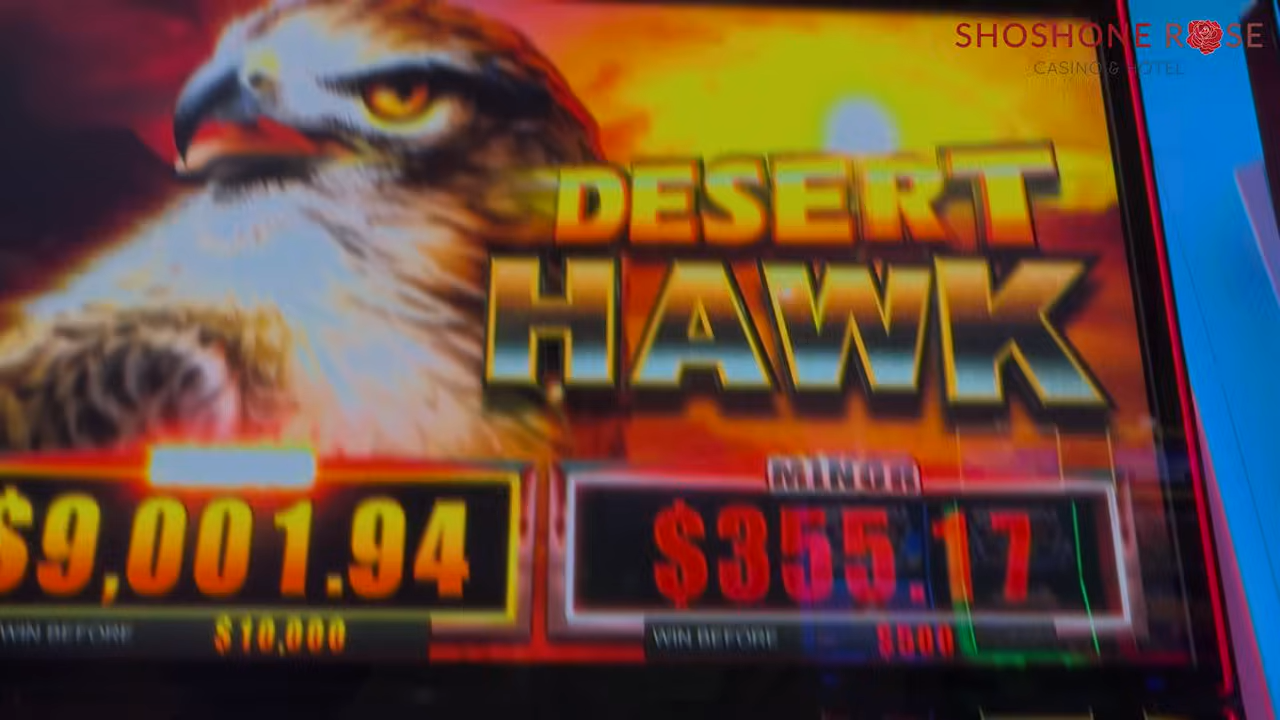 SHOSHONE ROSE
CASINO & HOTEL
DESERT
HAWK
MINOR
$9,001.94
$355.17
WIN BEFORE $10,000
WIN BEFORE $500